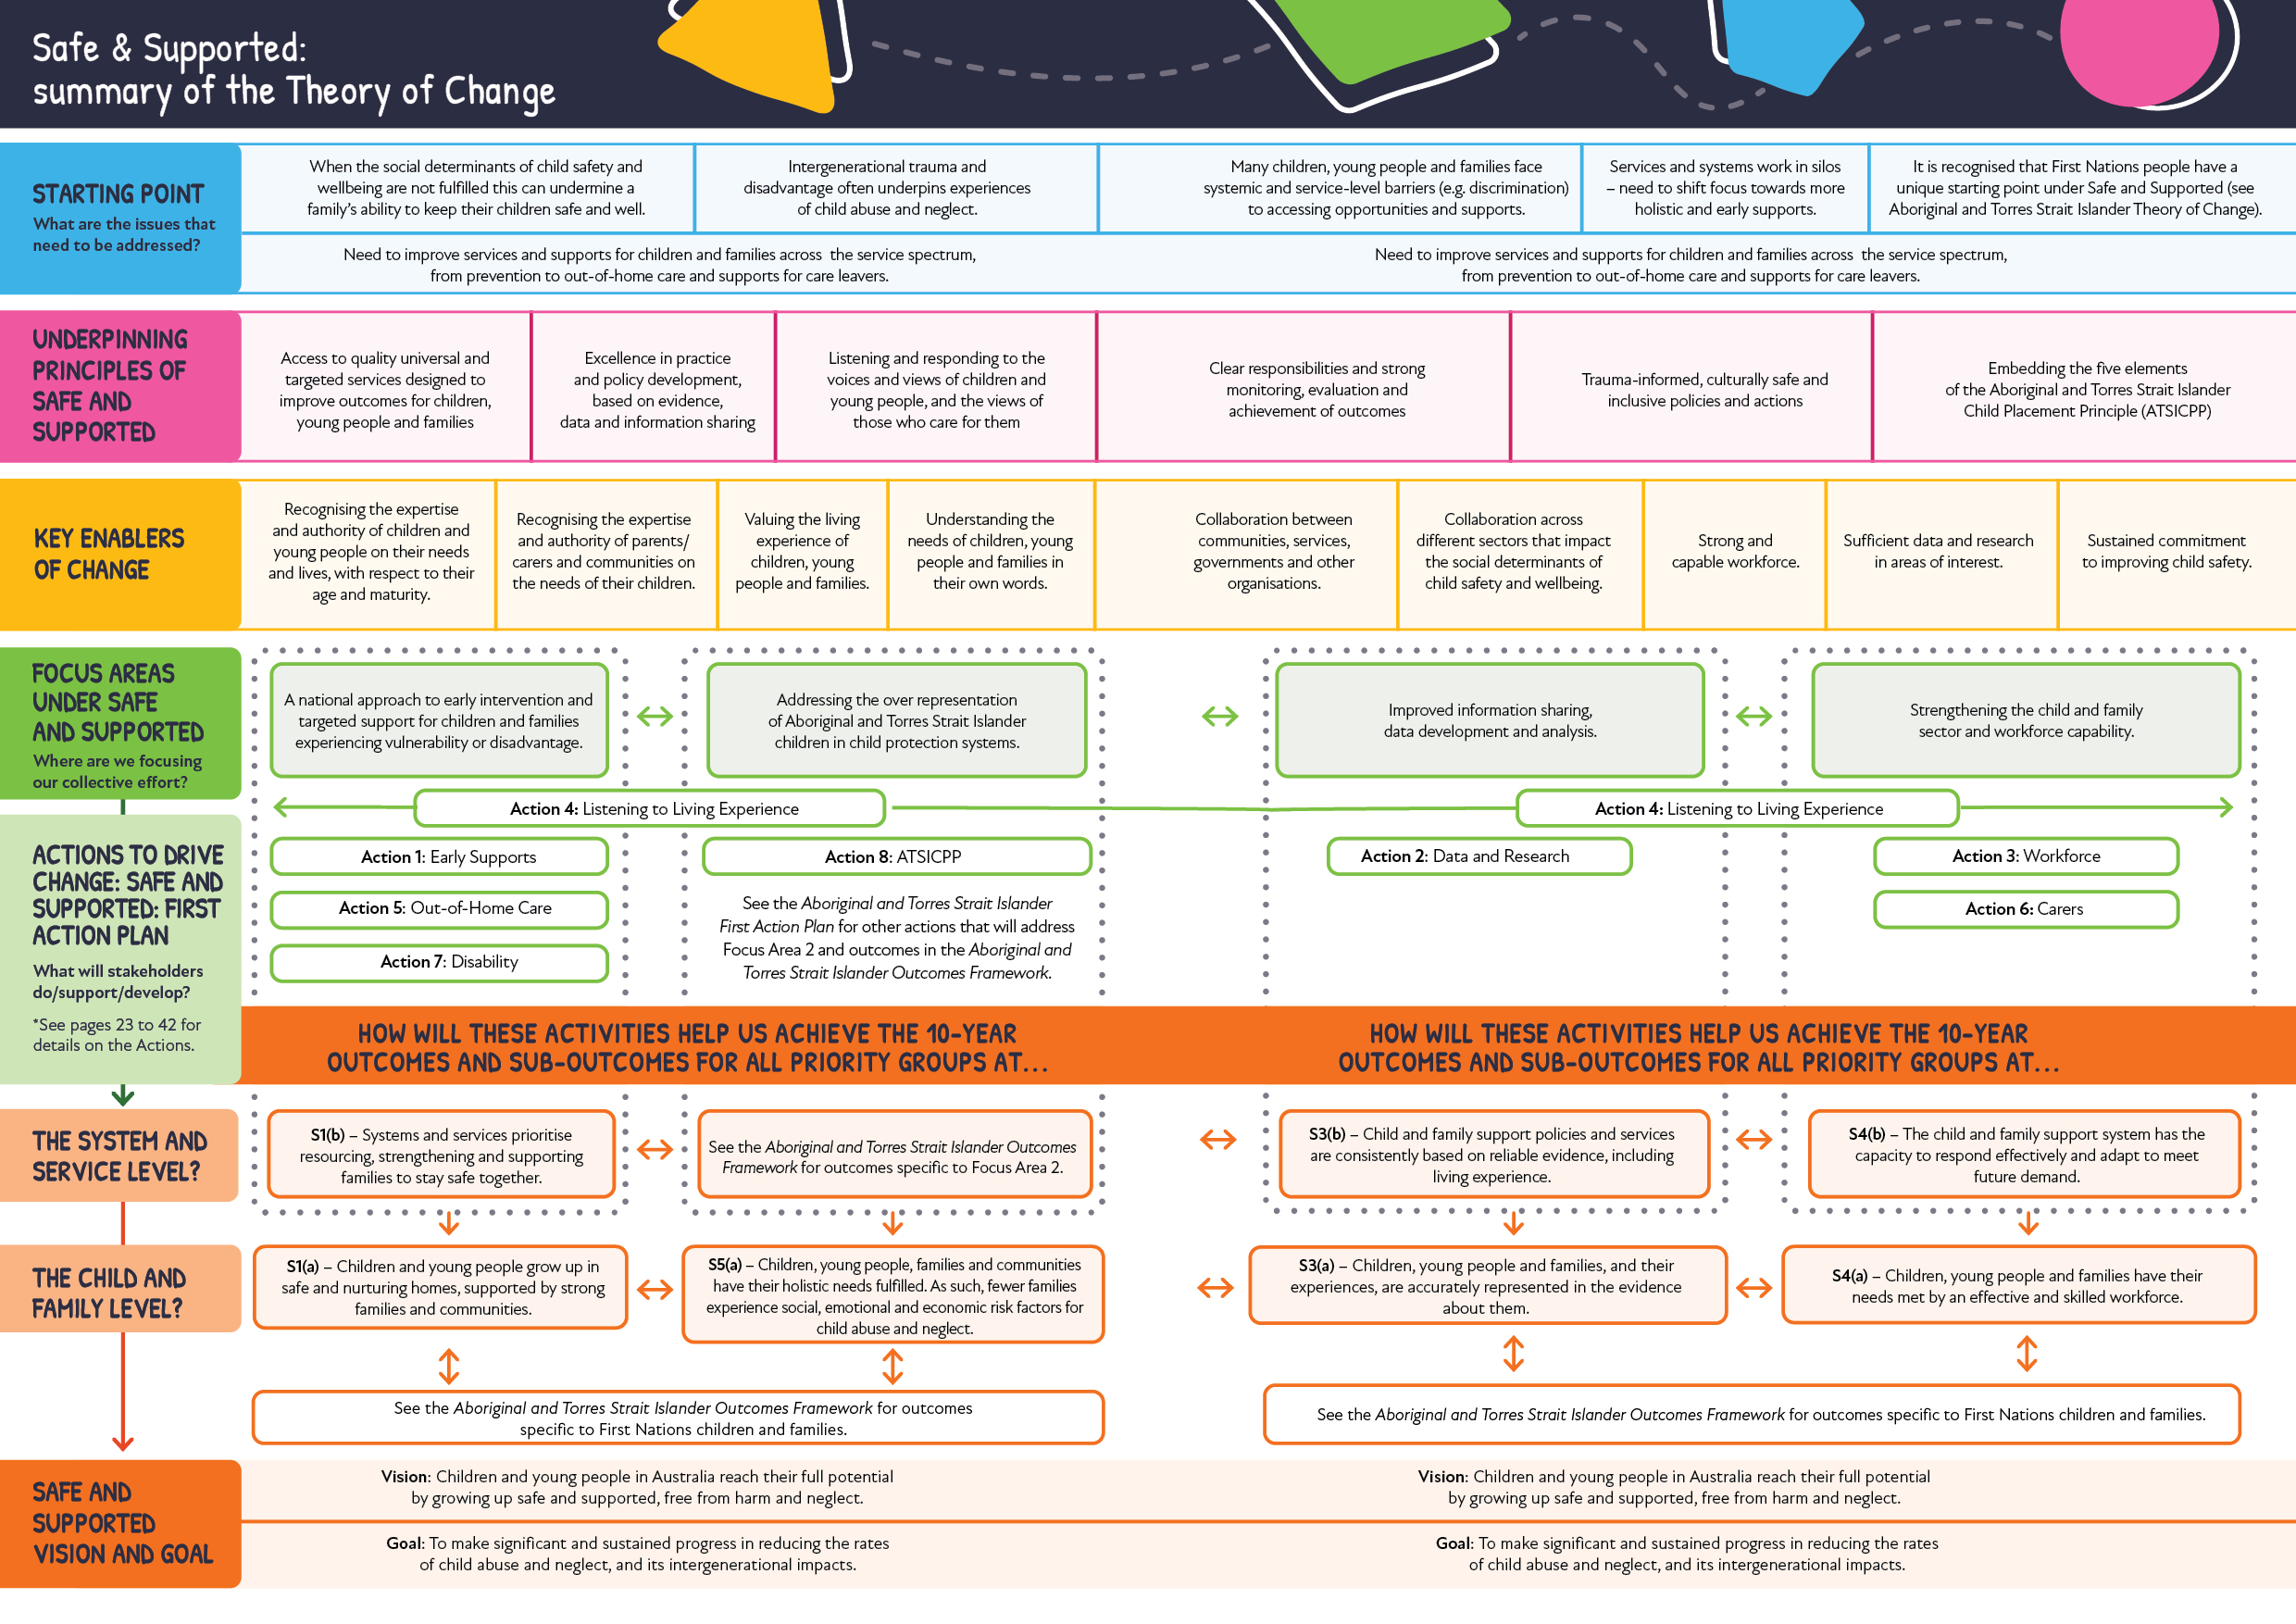 Safe & Supported:
summary of the Theory of Change
STARTING POINT
What are the issues that
need to be addressed?
When the social determinants of child safety and
wellbeing are not fulfilled this can undermine a
family's ability to keep their children safe and well.
Intergenerational trauma and
disadvantage often underpins experiences
of child abuse and neglect.
Many children, young people and families face
systemic and service-level barriers (e.g. discrimination)
to accessing opportunities and supports.
Services and systems work in silos
– need to shift focus towards more
holistic and early supports.
It is recognised that First Nations people have a
unique starting point under Safe and Supported (see
Aboriginal and Torres Strait Islander Theory of Change).
Need to improve services and supports for children and families across the service spectrum,
from prevention to out-of-home care and supports for care leavers.
Need to improve services and supports for children and families across the service spectrum,
from prevention to out-of-home care and supports for care leavers.
UNDERPINNING
PRINCIPLES OF
SAFE AND
SUPPORTED
Access to quality universal and
targeted services designed to
improve outcomes for children,
young people and families
Excellence in practice
and policy development,
based on evidence,
data and information sharing
Listening and responding to the
voices and views of children and
young people, and the views of
those who care for them
Clear responsibilities and strong
monitoring, evaluation and
achievement of outcomes
Trauma-informed, culturally safe and
inclusive policies and actions
Embedding the five elements
of the Aboriginal and Torres Strait Islander
Child Placement Principle (ATSICPP)
KEY ENABLERS
OF CHANGE
Recognising the expertise
and authority of children and
young people on their needs
and lives, with respect to their
age and maturity.
Recognising the expertise
and authority of parents/
carers and communities on
the needs of their children.
Valuing the living
experience of
children, young
people and families.
Understanding the
needs of children, young
people and families in
their own words.
Collaboration between
communities, services,
governments and other
organisations.
Collaboration across
different sectors that impact
the social determinants of
child safety and wellbeing.
Strong and
capable workforce.
Sufficient data and research
in areas of interest.
Sustained commitment
to improving child safety.
FOCUS AREAS
UNDER SAFE
AND SUPPORTED
Where are we focusing
our collective effort?
A national approach to early intervention and
targeted support for children and families
experiencing vulnerability or disadvantage.
Addressing the over representation
of Aboriginal and Torres Strait Islander
children in child protection systems.
Improved information sharing,
data development and analysis.
Strengthening the child and family
sector and workforce capability.
ACTIONS TO DRIVE
CHANGE: SAFE AND
SUPPORTED: FIRST
ACTION PLAN
What will stakeholders
do/support/develop?
*See pages 23 to 42 for
details on the Actions.
Action 4: Listening to Living Experience
Action 4: Listening to Living Experience
Action 1: Early Supports
Action 5: Out-of-Home Care
Action 7: Disability
Action 8: ATSICPP
See the Aboriginal and Torres Strait Islander
First Action Plan for other actions that will address
Focus Area 2 and outcomes in the Aboriginal and
Torres Strait Islander Outcomes Framework.
Action 2: Data and Research
Action 3: Workforce
Action 6: Carers
HOW WILL THESE ACTIVITIES HELP US ACHIEVE THE 10-YEAR
OUTCOMES AND SUB-OUTCOMES FOR ALL PRIORITY GROUPS AT...
HOW WILL THESE ACTIVITIES HELP US ACHIEVE THE 10-YEAR
OUTCOMES AND SUB-OUTCOMES FOR ALL PRIORITY GROUPS AT...
THE SYSTEM AND
SERVICE LEVEL?
S1(b) – Systems and services prioritise
resourcing, strengthening and supporting
families to stay safe together.
See the Aboriginal and Torres Strait Islander Outcomes
Framework for outcomes specific to Focus Area 2.
S3(b) – Child and family support policies and services
are consistently based on reliable evidence, including
living experience.
S4(b) – The child and family support system has the
capacity to respond effectively and adapt to meet
future demand.
THE CHILD AND
FAMILY LEVEL?
S1(a) – Children and young people grow up in
safe and nurturing homes, supported by strong
families and communities.
S5(a) – Children, young people, families and communities
have their holistic needs fulfilled. As such, fewer families
experience social, emotional and economic risk factors for
child abuse and neglect.
S3(a) – Children, young people and families, and their
experiences, are accurately represented in the evidence
about them.
S4(a) – Children, young people and families have their
needs met by an effective and skilled workforce.
See the Aboriginal and Torres Strait Islander Outcomes Framework for outcomes
specific to First Nations children and families.
See the Aboriginal and Torres Strait Islander Outcomes Framework for outcomes specific to First Nations children and families.
SAFE AND
SUPPORTED
VISION AND GOAL
Vision: Children and young people in Australia reach their full potential
by growing up safe and supported, free from harm and neglect.
Vision: Children and young people in Australia reach their full potential
by growing up safe and supported, free from harm and neglect.
Goal: To make significant and sustained progress in reducing the rates
of child abuse and neglect, and its intergenerational impacts.
Goal: To make significant and sustained progress in reducing the rates
of child abuse and neglect, and its intergenerational impacts.